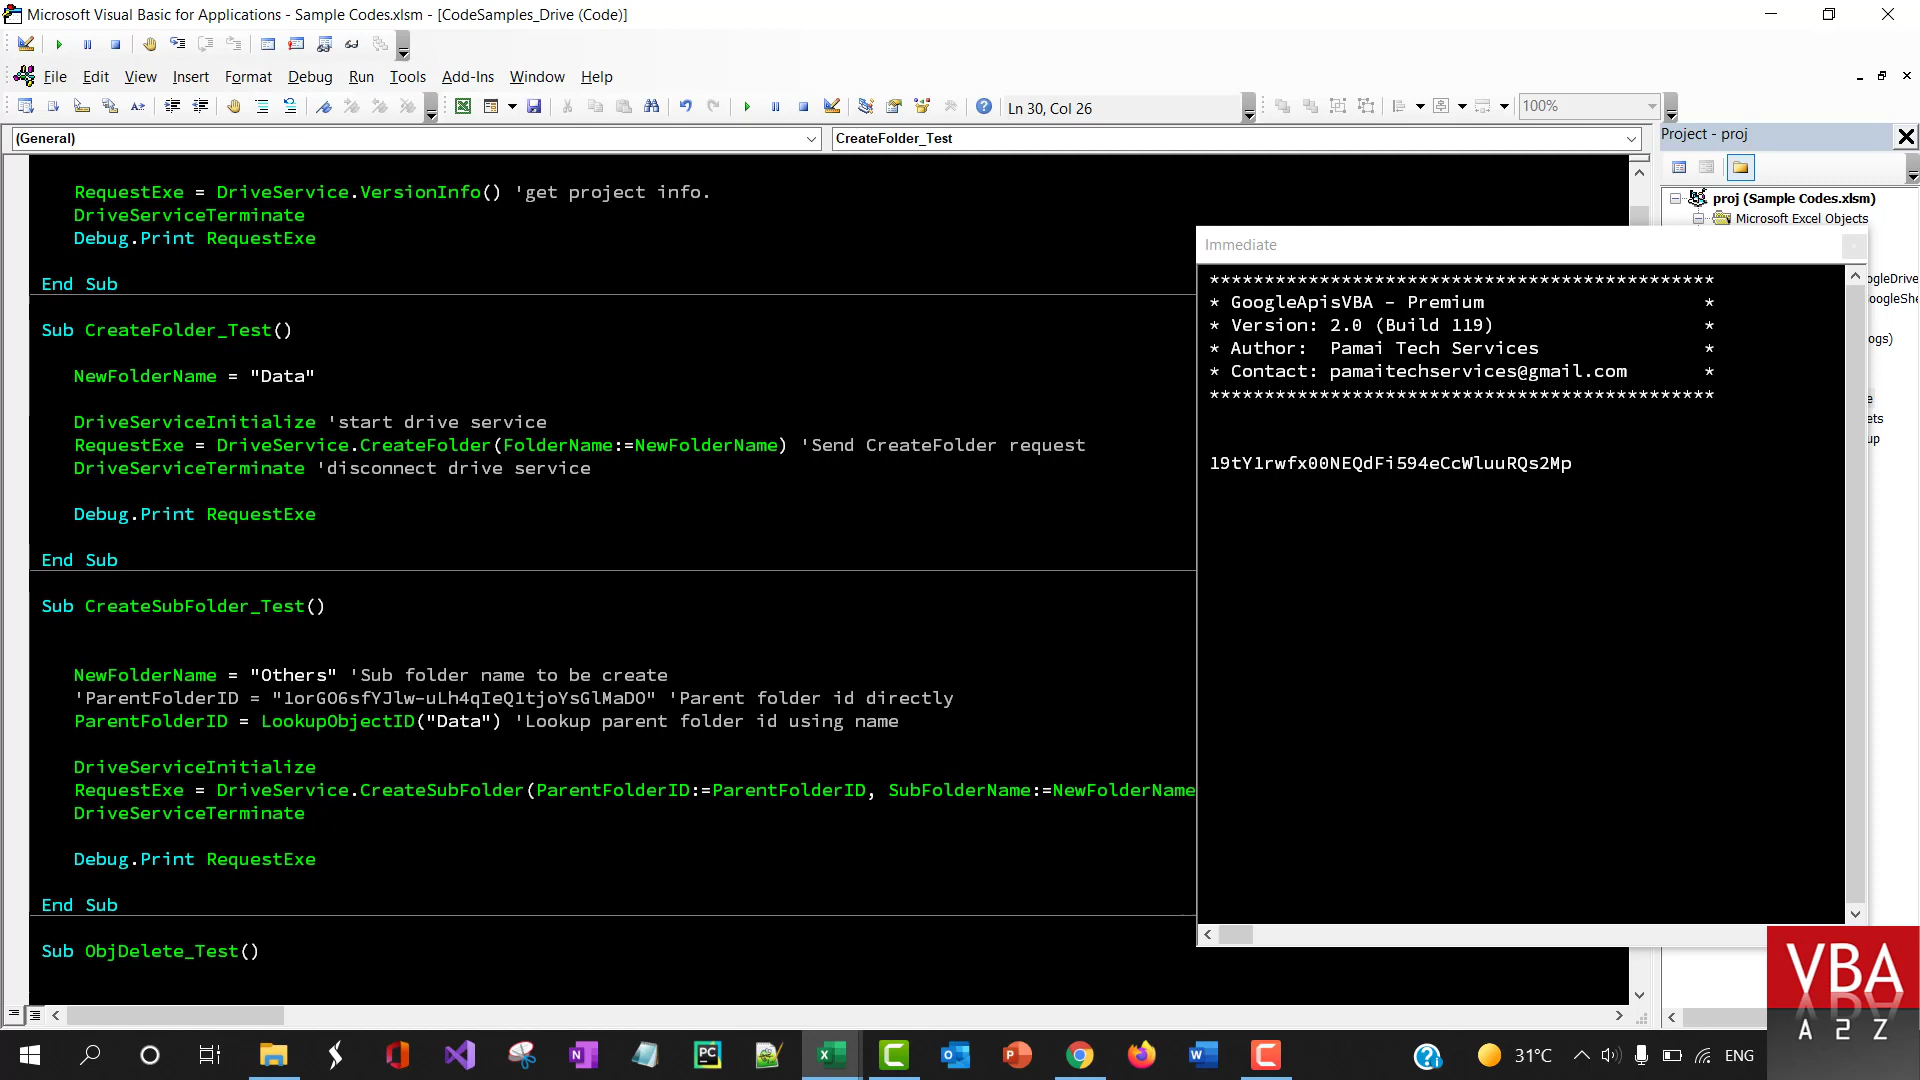 Microsoft Visual Basic for Applications - Sample Codes.xlsm - [CodeSamples_Drive (Code)]
File Edit View Insert Format Debug Run Tools Add-Ins Window Help
Ln 30, Col 26
100%
(General)
CreateFolder_Test
Project - proj
proj (Sample Codes.xlsm)
Microsoft Excel Objects
RequestExe = DriveService.VersionInfo() 'get project info.
DriveServiceTerminate
Debug.Print RequestExe
End Sub
Sub CreateFolder_Test()
NewFolderName = "Data"
DriveServiceInitialize 'start drive service
RequestExe = DriveService.CreateFolder(FolderName:=NewFolderName) 'Send CreateFolder request
DriveServiceTerminate 'disconnect drive service
Debug.Print RequestExe
End Sub
Sub CreateSubFolder_Test()
NewFolderName = "Others" 'Sub folder name to be create
'ParentFolderID = "1orGO6sfYJlw-uLh4qIeQ1tjoYsGlMaDO" 'Parent folder id directly
ParentFolderID = LookupObjectID("Data") 'Lookup parent folder id using name
DriveServiceInitialize
RequestExe = DriveService.CreateSubFolder(ParentFolderID:=ParentFolderID, SubFolderName:=NewFolderName
DriveServiceTerminate
Debug.Print RequestExe
End Sub
Sub ObjDelete_Test()
Immediate
**********************************************
* GoogleApisVBA - Premium *
* Version: 2.0 (Build 119) *
* Author: Pamai Tech Services *
* Contact: pamaitechservices@gmail.com *
**********************************************
19tY1rwfx00NEQdFi594eCcWluuRQs2Mp
ogleDrive
oogleShe
ogs)
e
ets
up
VBA
A 2 Z
31°C
ENG